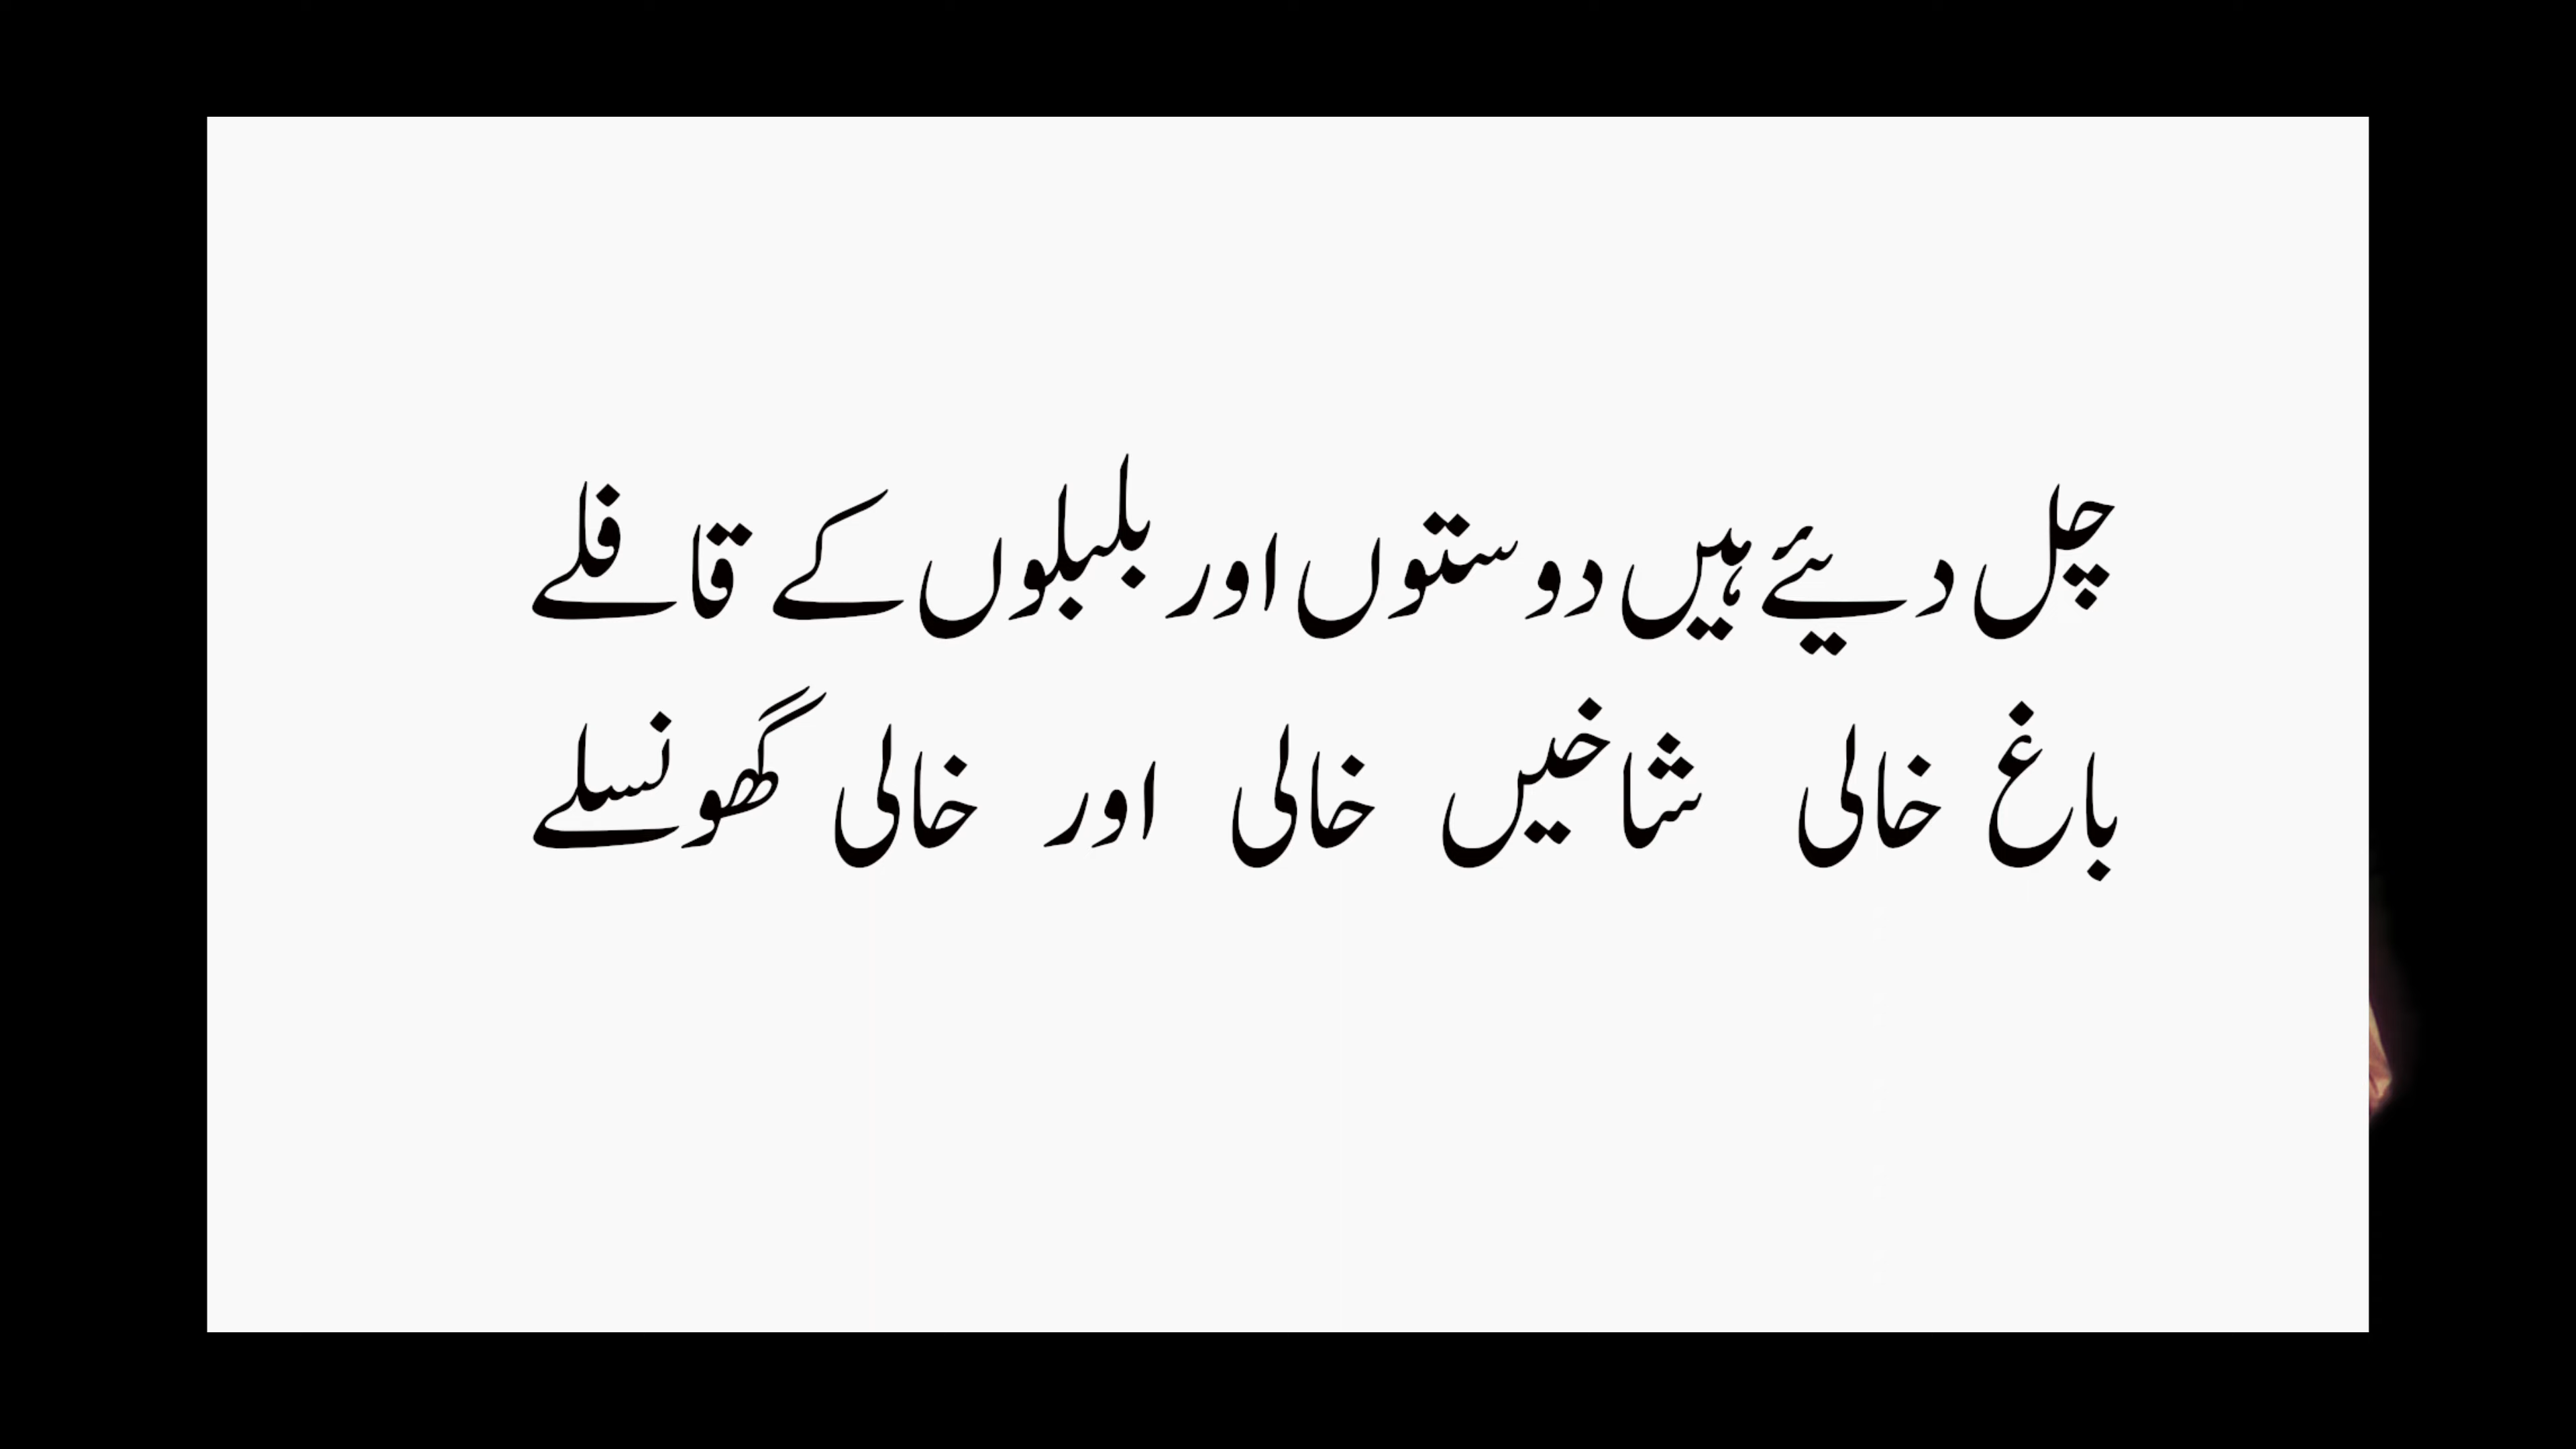 چل دیئے ہیں دوستوں اور بلبلوں کے قافلے
باغ خالی شاخیں خالی اور خالی گھونسلے